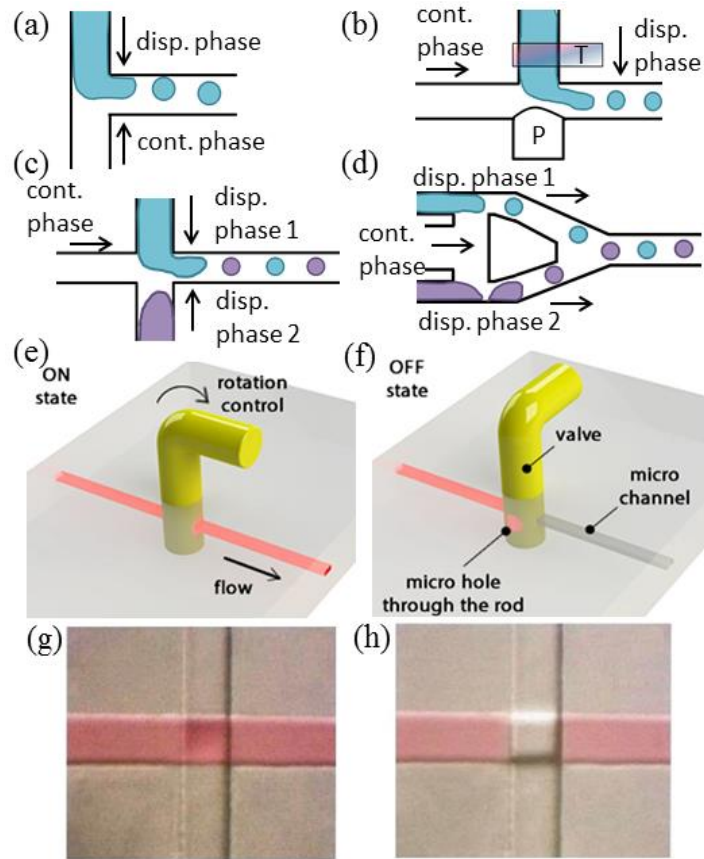 (a)
disp. phase
cont. phase
(b)
cont.
phase
T
disp.
phase
P
(c)
cont.
phase
disp.
phase 1
disp.
phase 2
(d)
disp. phase 1
cont.
phase
disp. phase 2
(e)
ON
state
rotation
control
flow
(f)
OFF
state
valve
micro
channel
micro hole
through the rod
(g)
(h)